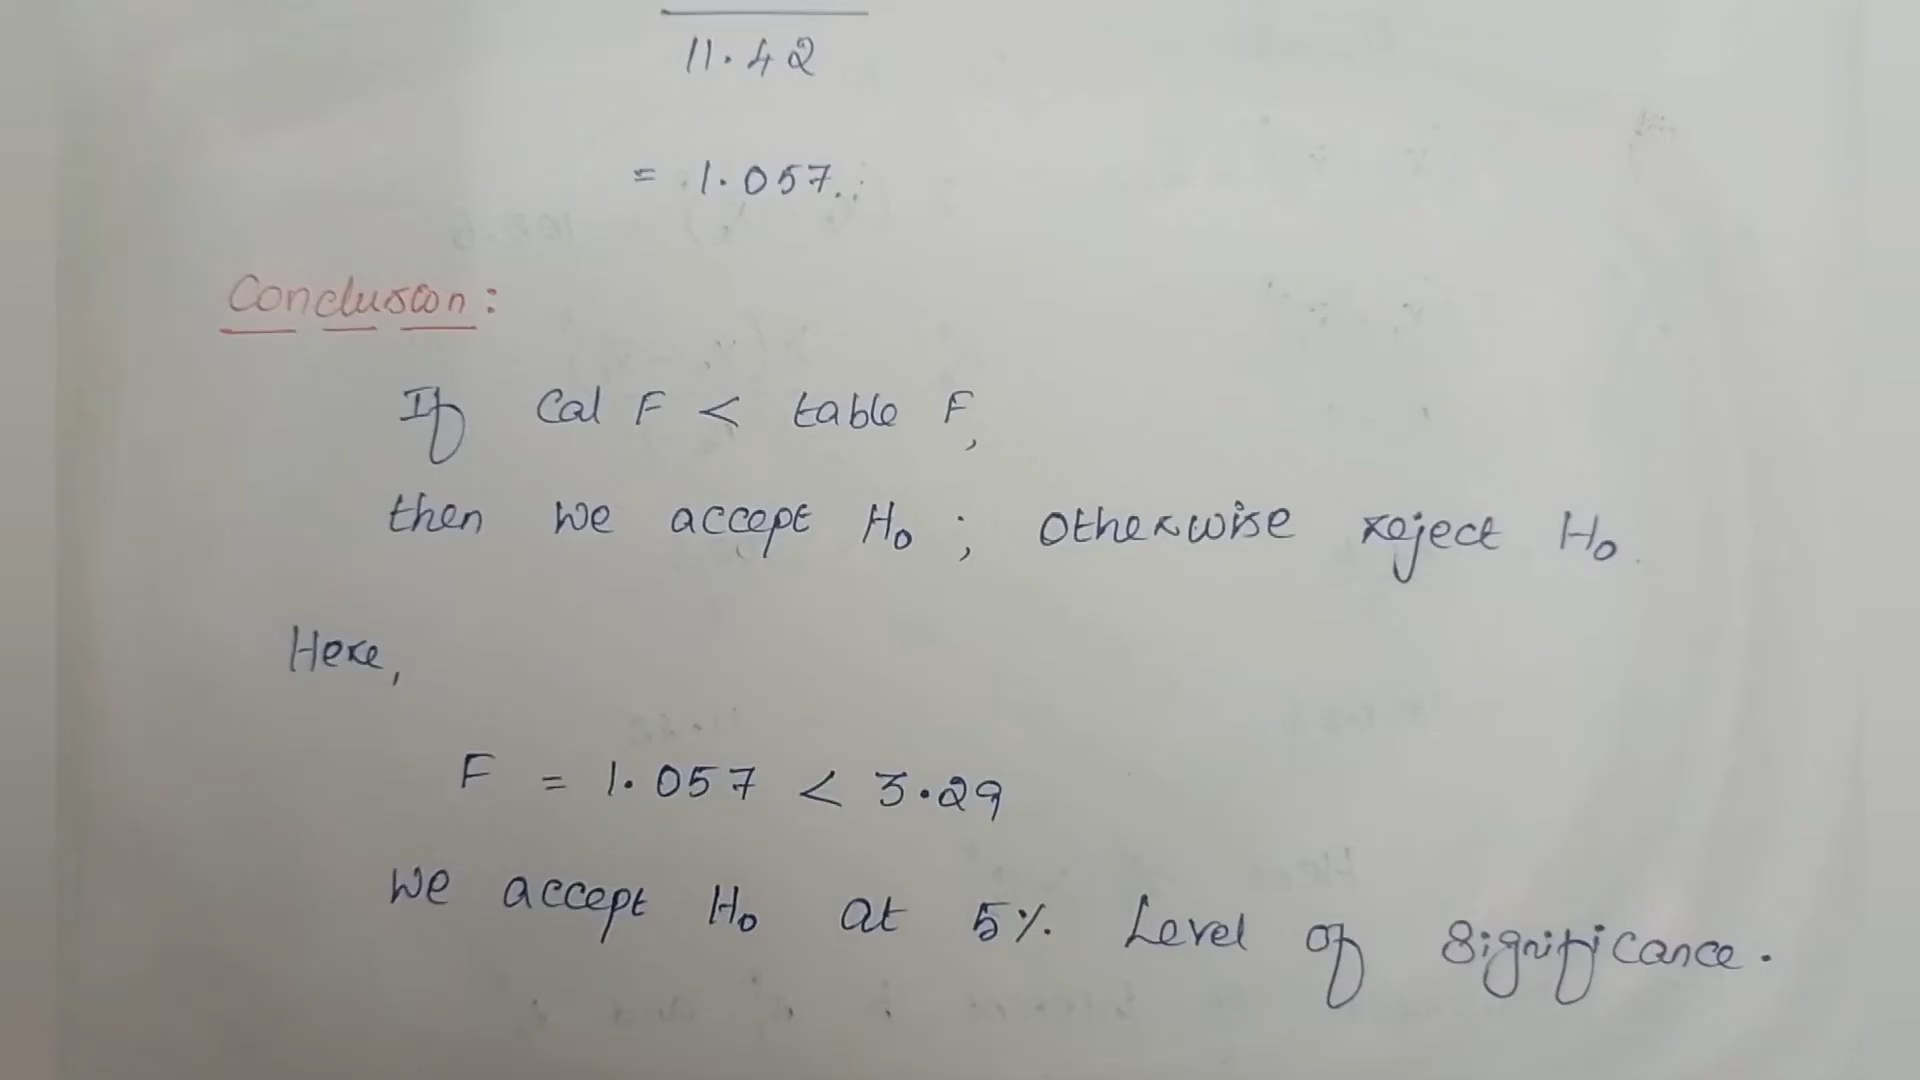 11.42
= 1.057.
Conclusion:
If Cal F < table F,
then we accept H₀ ; otherwise reject H₀.
Here,
F = 1.057 < 3.29
We accept H₀ at 5% Level of Significance.